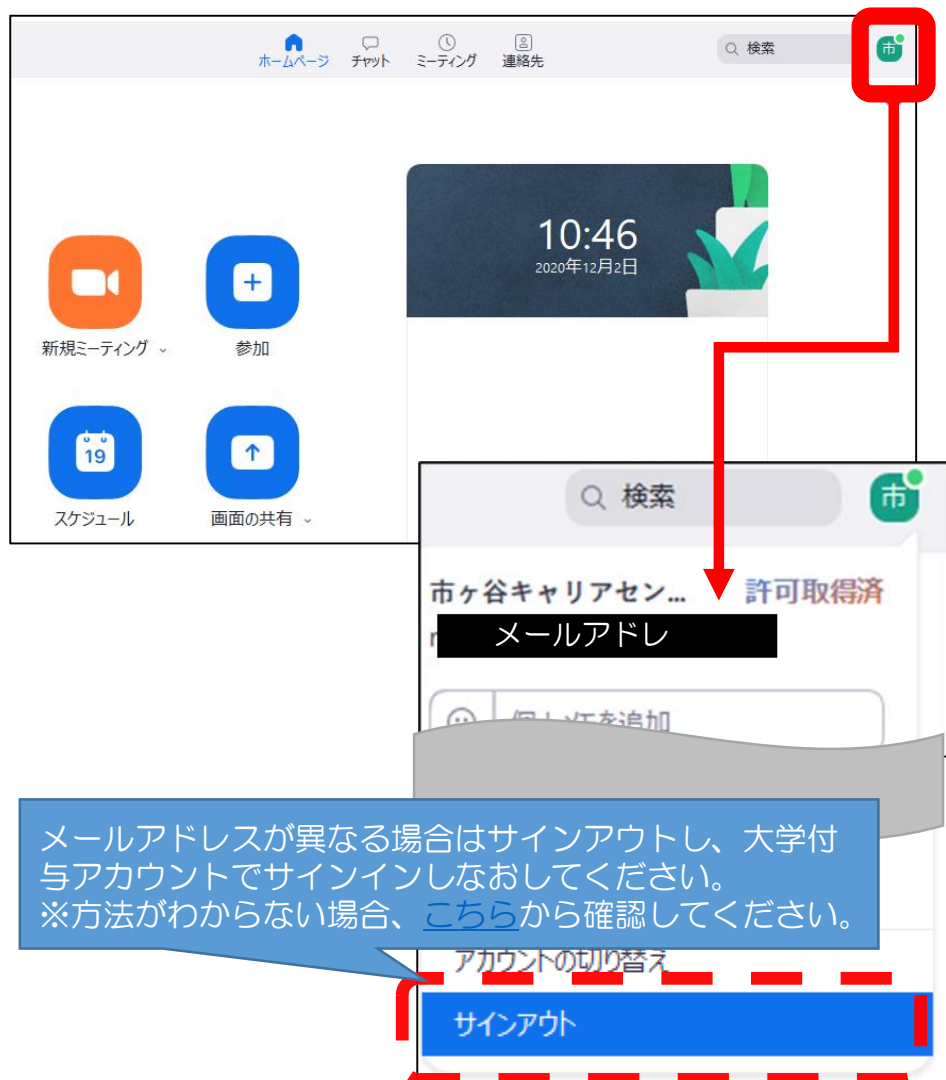 ホームページ チャット ミーティング 連絡先 検索 市
10:46
2020年12月2日
新規ミーティング 参加
19
スケジュール 画面の共有
検索 市
市ヶ谷キャリアセン... 許可取得済
メールアドレ
メールアドレスが異なる場合はサインアウトし、大学付
与アカウントでサインインしなおしてください。
※方法がわからない場合、こちらから確認してください。
アカウントの切り替え
サインアウト